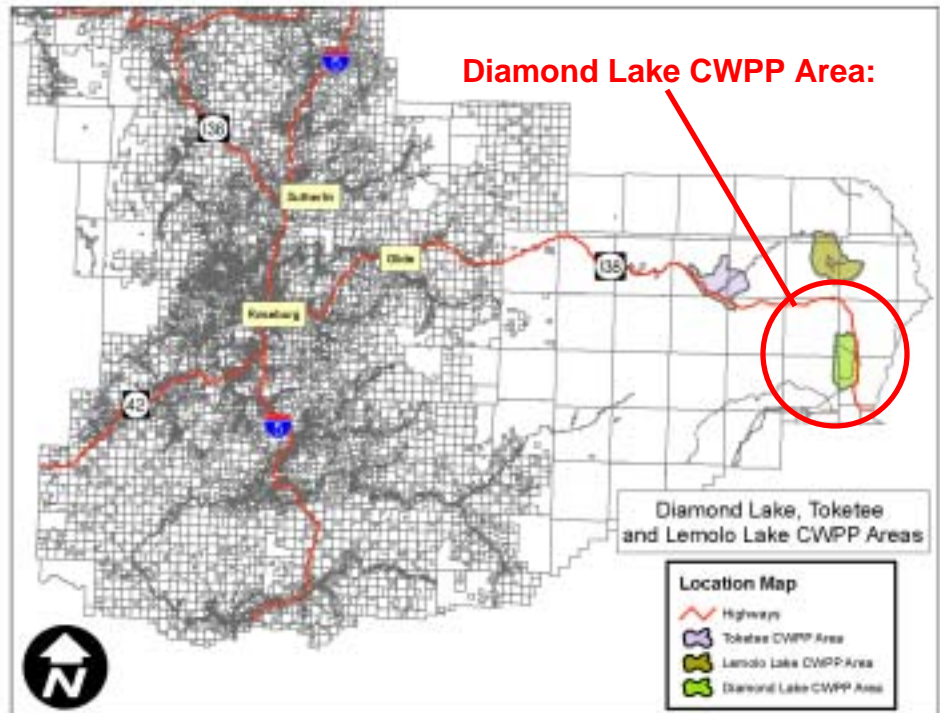 Diamond Lake CWPP Area:
5
138
Sutherlin
Glide
138
Roseburg
42
5
Diamond Lake, Toketee
and Lemolo Lake CWPP Areas
Location Map
Highways
Toketee CWPP Area
Lemolo Lake CWPP Area
Diamond Lake CWPP Area
N